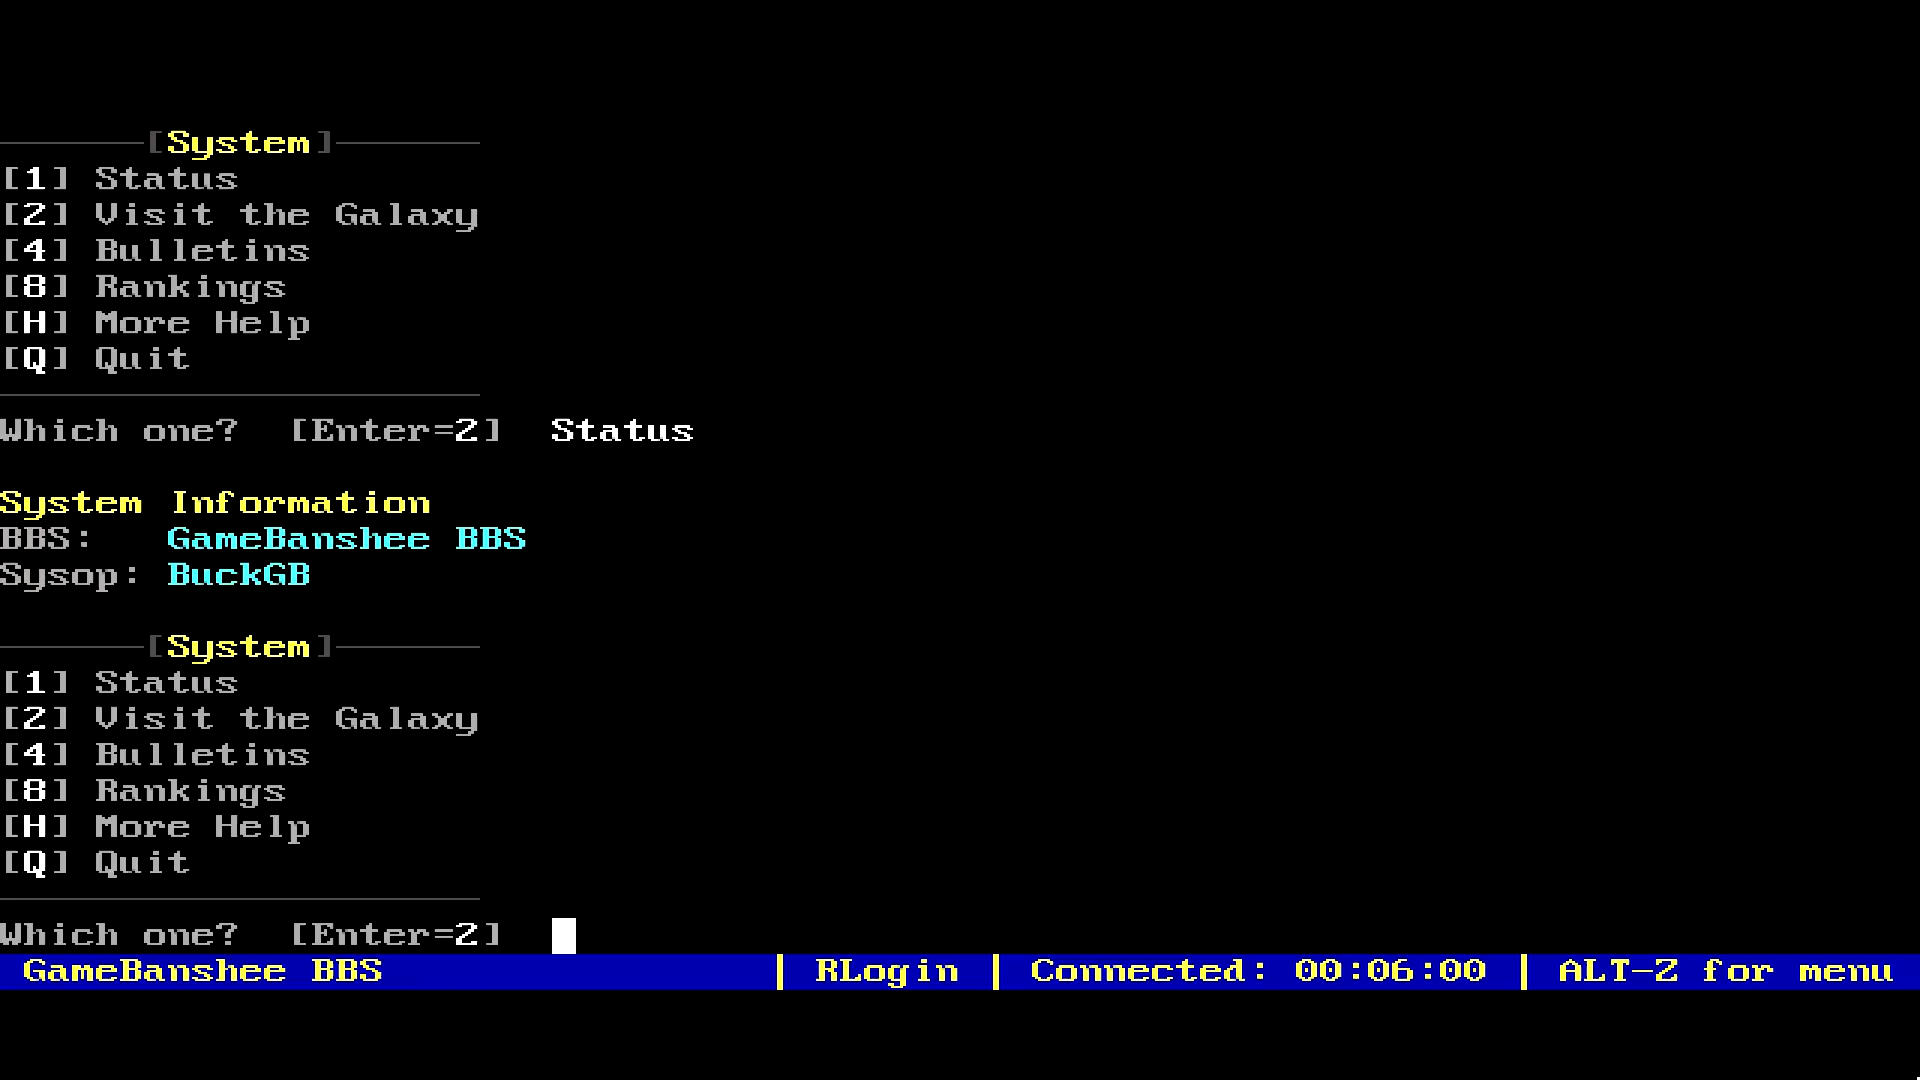 [System]
[1] Status
[2] Visit the Galaxy
[4] Bulletins
[8] Rankings
[H] More Help
[Q] Quit
Which one?  [Enter=2]  Status
System Information
BBS:   GameBanshee BBS
Sysop: BuckGB
[System]
[1] Status
[2] Visit the Galaxy
[4] Bulletins
[8] Rankings
[H] More Help
[Q] Quit
Which one?  [Enter=2]
GameBanshee BBS | RLogin | Connected: 00:06:00 | ALT-Z for menu